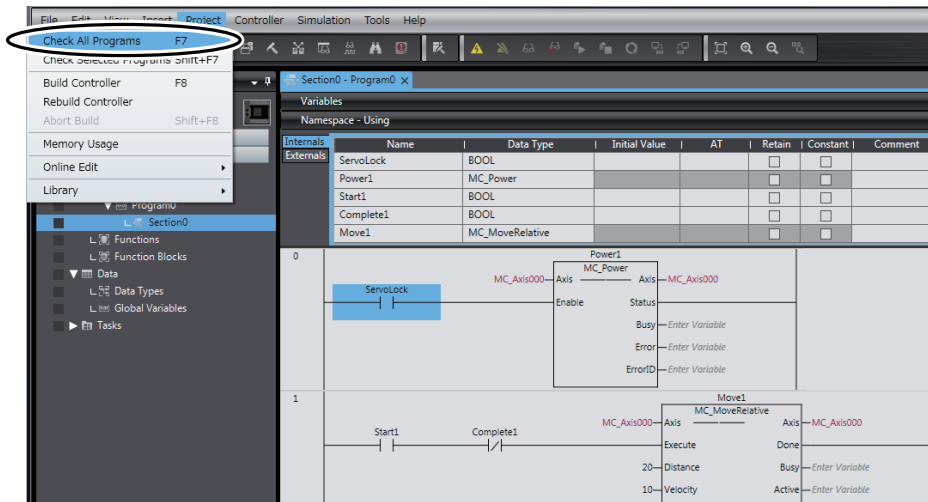 File Edit View Insert Project Controller Simulation Tools Help
Check All Programs F7
Check Selected Programs Shift+F7
Build Controller F8
Rebuild Controller
Abort Build Shift+F8
Memory Usage
Online Edit
Library
Program0
Section0
Functions
Function Blocks
Data
Data Types
Global Variables
Tasks
Section0 - Program0
Variables
Namespace - Using
Internals
Externals
Name Data Type Initial Value AT Retain Constant Comment
ServoLock BOOL
Power1 MC_Power
Start1 BOOL
Complete1 BOOL
Move1 MC_MoveRelative
0
Power1
MC_Power
MC_Axis000 Axis Axis MC_Axis000
ServoLock
Enable Status
Busy Enter Variable
Error Enter Variable
ErrorID Enter Variable
1
Move1
MC_MoveRelative
MC_Axis000 Axis Axis MC_Axis000
Start1 Complete1
Execute Done
20 Distance Busy Enter Variable
10 Velocity Active Enter Variable